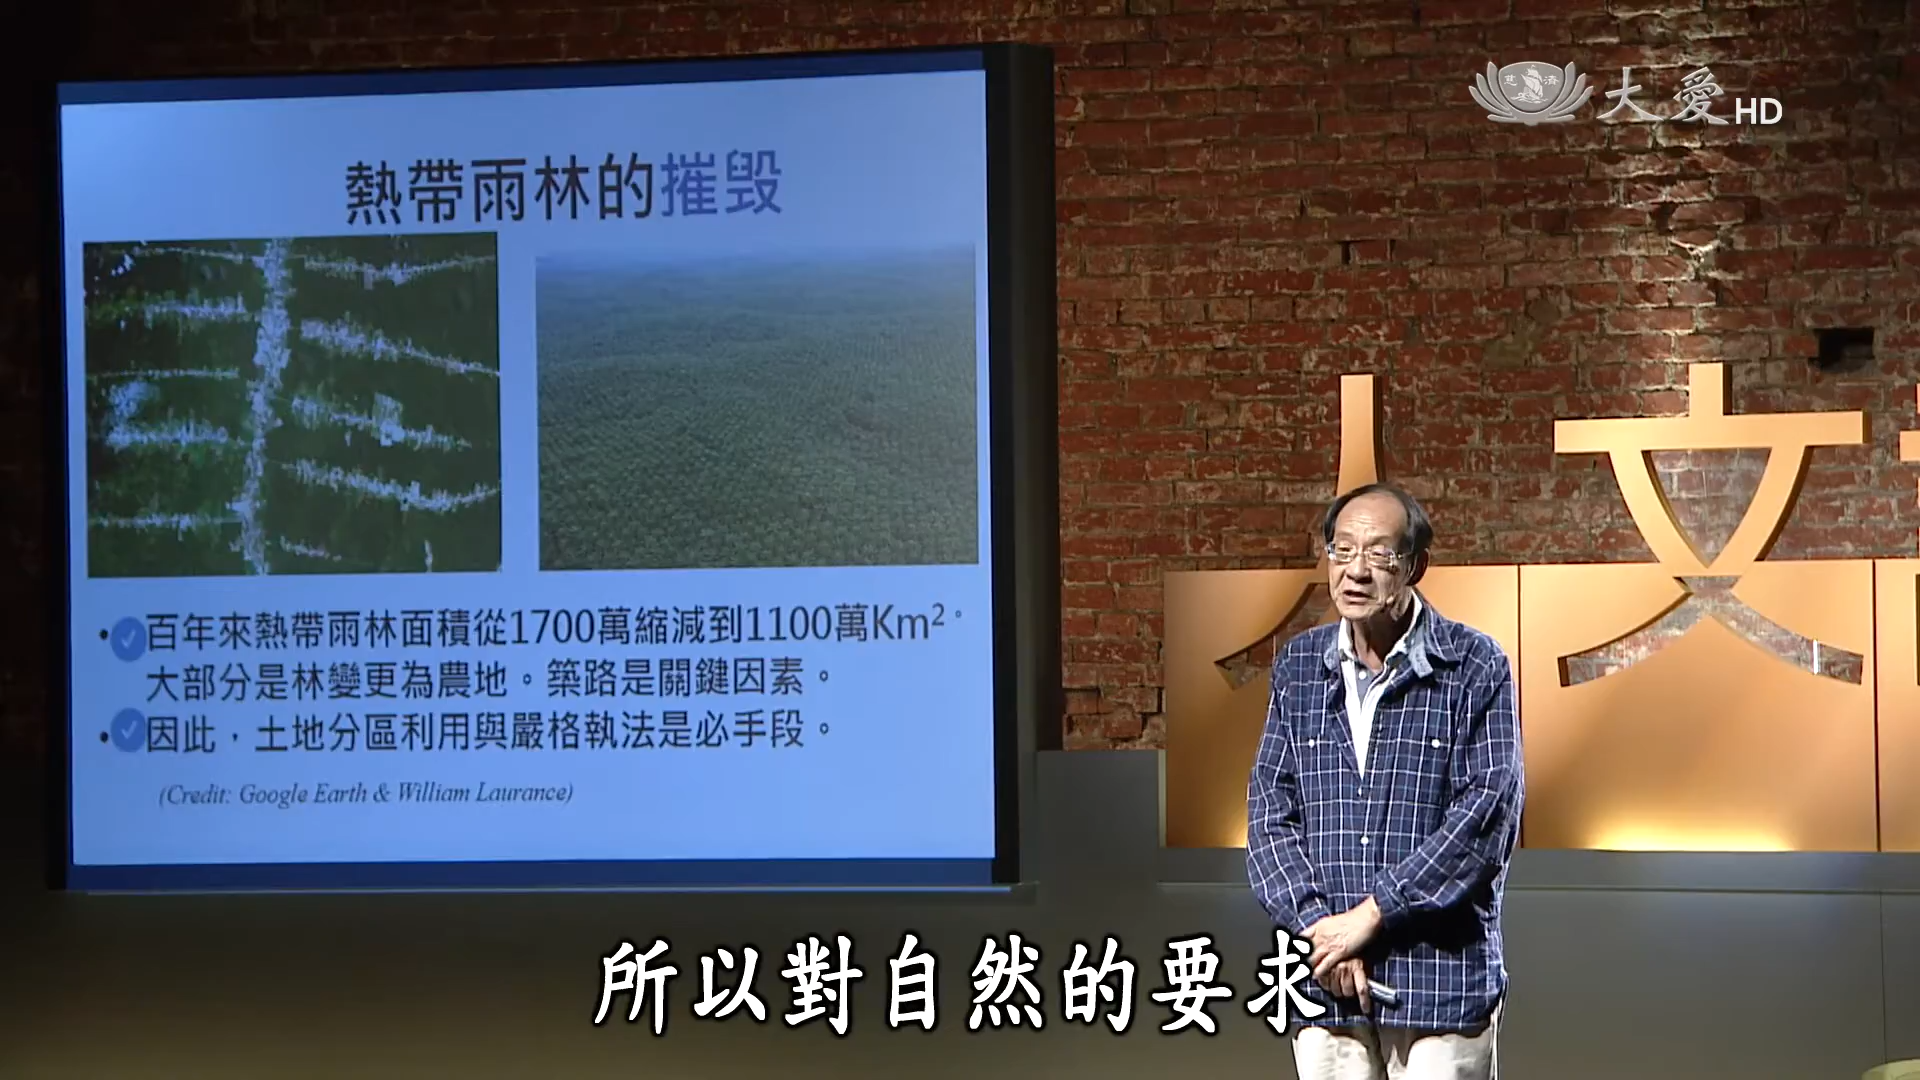 慈濟
大愛HD
熱帶雨林的摧毀
• 百年來熱帶雨林面積從1700萬縮減到1100萬Km²。
大部分是林變更為農地。築路是關鍵因素。
• 因此，土地分區利用與嚴格執法是必手段。
(Credit: Google Earth & William Laurance)
人文
所以對自然的要求